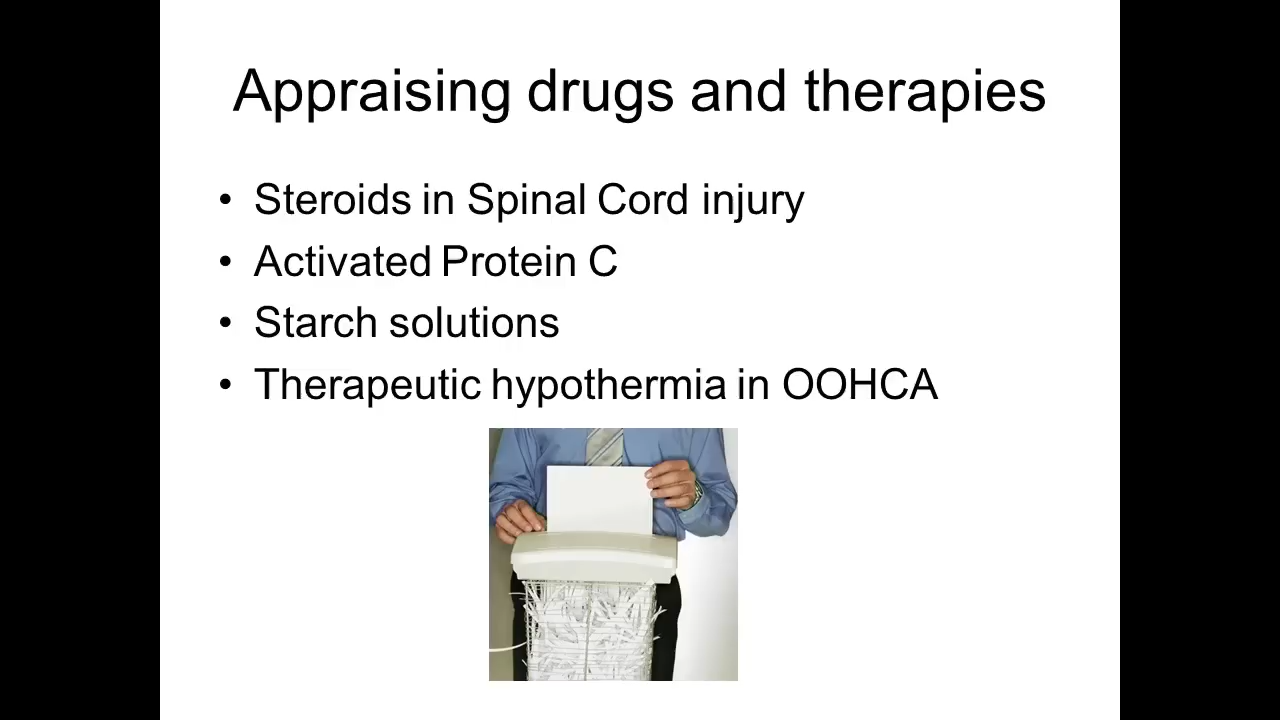 Appraising drugs and therapies
• Steroids in Spinal Cord injury
• Activated Protein C
• Starch solutions
• Therapeutic hypothermia in OOHCA